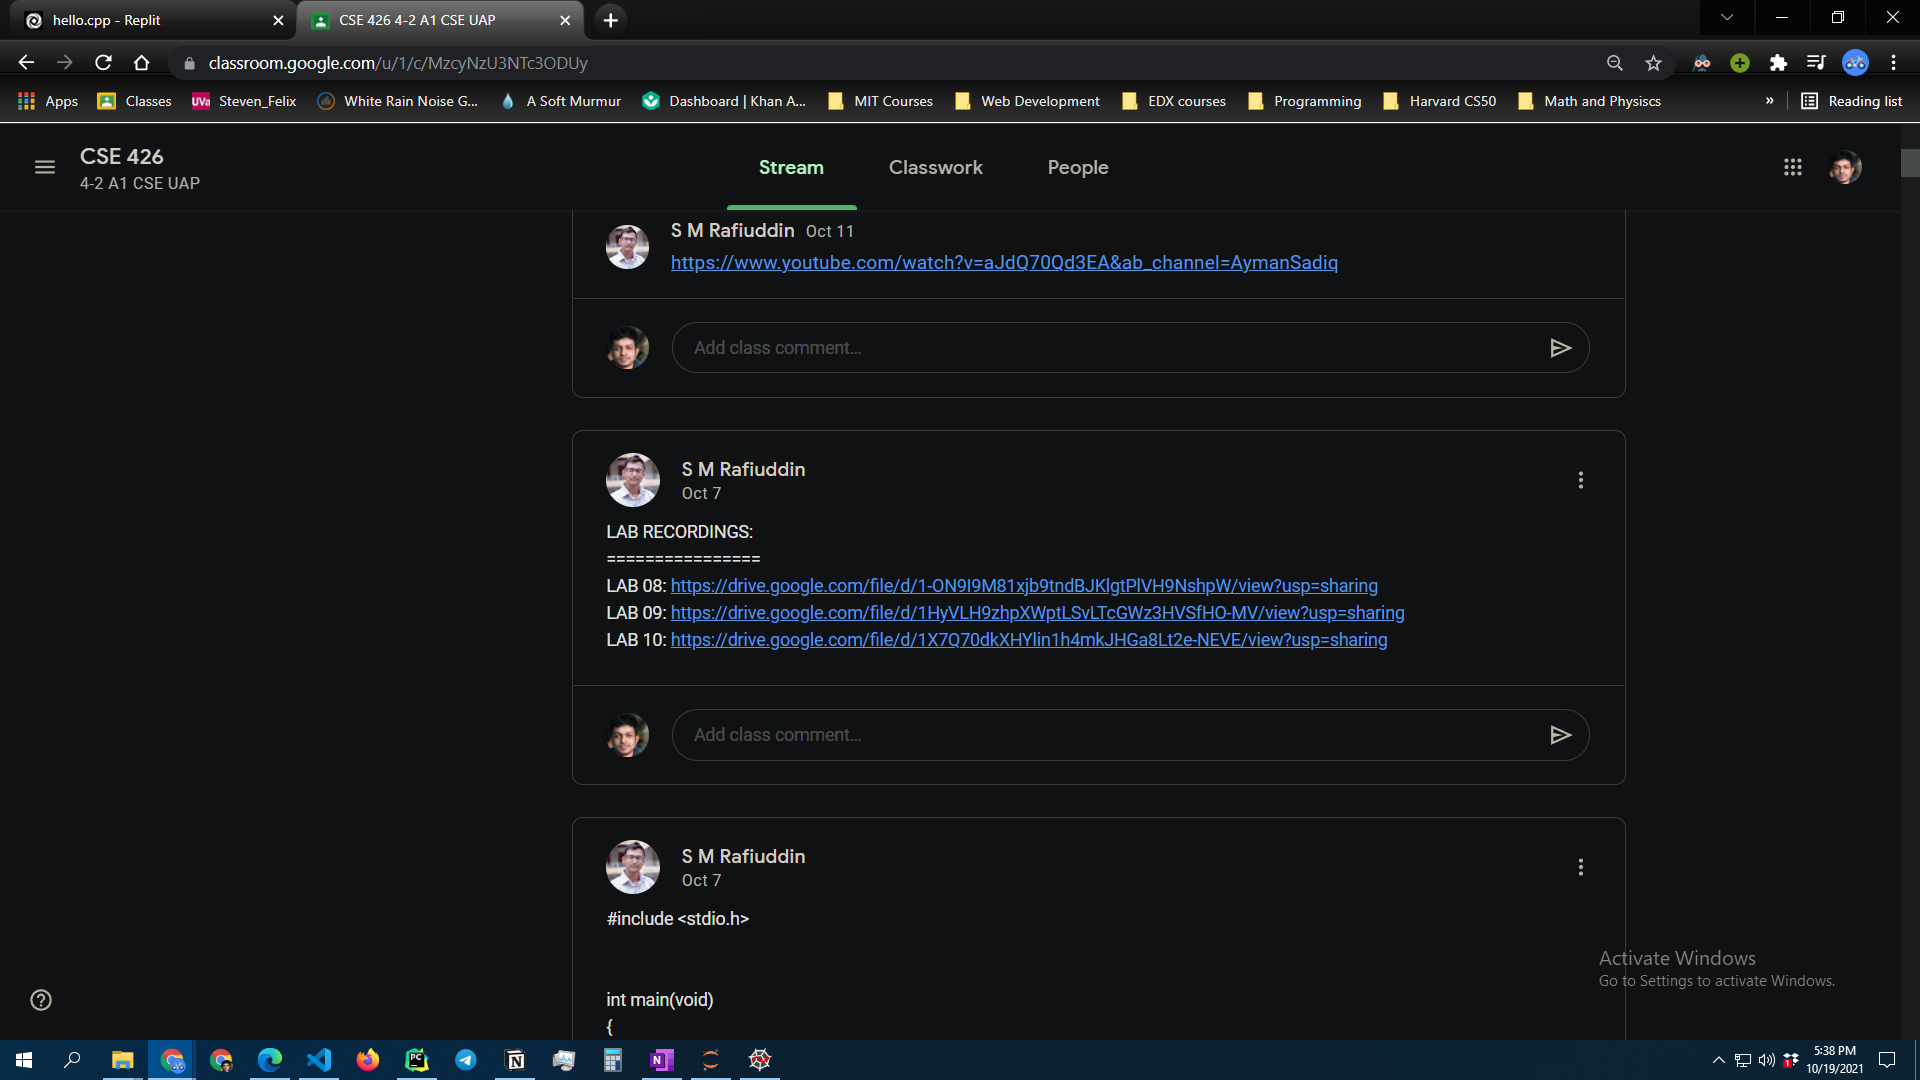 hello.cpp - Replit
CSE 426 4-2 A1 CSE UAP
classroom.google.com/u/1/c/MzcyNzU3NTc3ODUy
Apps
Classes
UVa Steven_Felix
White Rain Noise G...
A Soft Murmur
Dashboard | Khan A...
MIT Courses
Web Development
EDX courses
Programming
Harvard CS50
Math and Physiscs
»
Reading list
CSE 426
4-2 A1 CSE UAP
Stream
Classwork
People
S M Rafiuddin Oct 11
https://www.youtube.com/watch?v=aJdQ70Qd3EA&ab_channel=AymanSadiq
Add class comment...
S M Rafiuddin
Oct 7
LAB RECORDINGS:
================
LAB 08: https://drive.google.com/file/d/1-ON9I9M81xjb9tndBJKlgtPlVH9NshpW/view?usp=sharing
LAB 09: https://drive.google.com/file/d/1HyVLH9zhpXWptLSvLTcGWz3HVSfHO-MV/view?usp=sharing
LAB 10: https://drive.google.com/file/d/1X7Q70dkXHYlin1h4mkJHGa8Lt2e-NEVE/view?usp=sharing
Add class comment...
S M Rafiuddin
Oct 7
#include <stdio.h>
int main(void)
{
Activate Windows
Go to Settings to activate Windows.
5:38 PM
10/19/2021